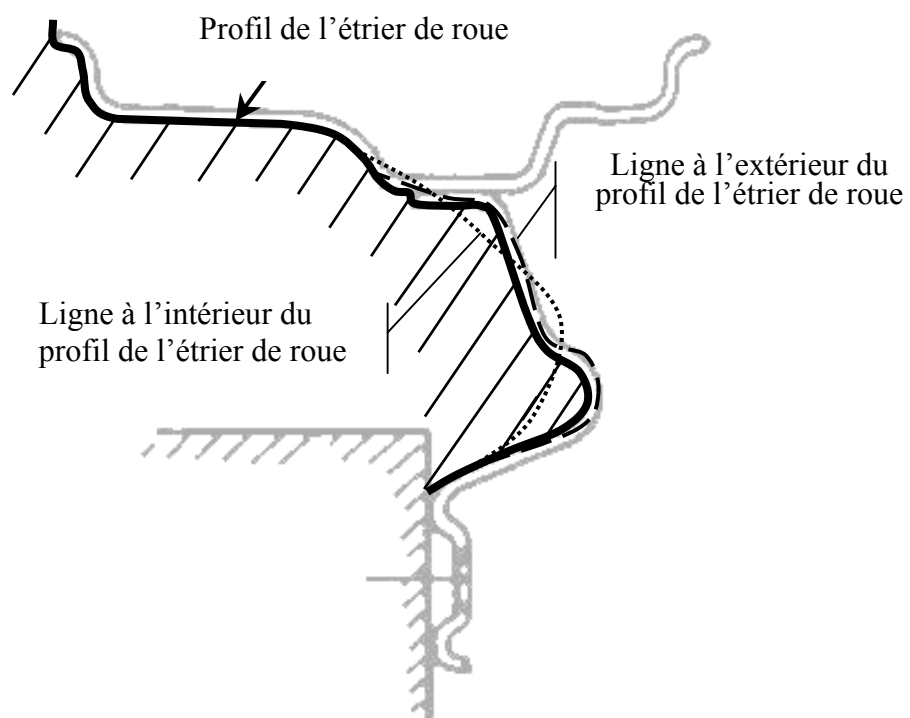 Profil de l’étrier de roue
Ligne à l’extérieur du
profil de l’étrier de roue
Ligne à l’intérieur du
profil de l’étrier de roue